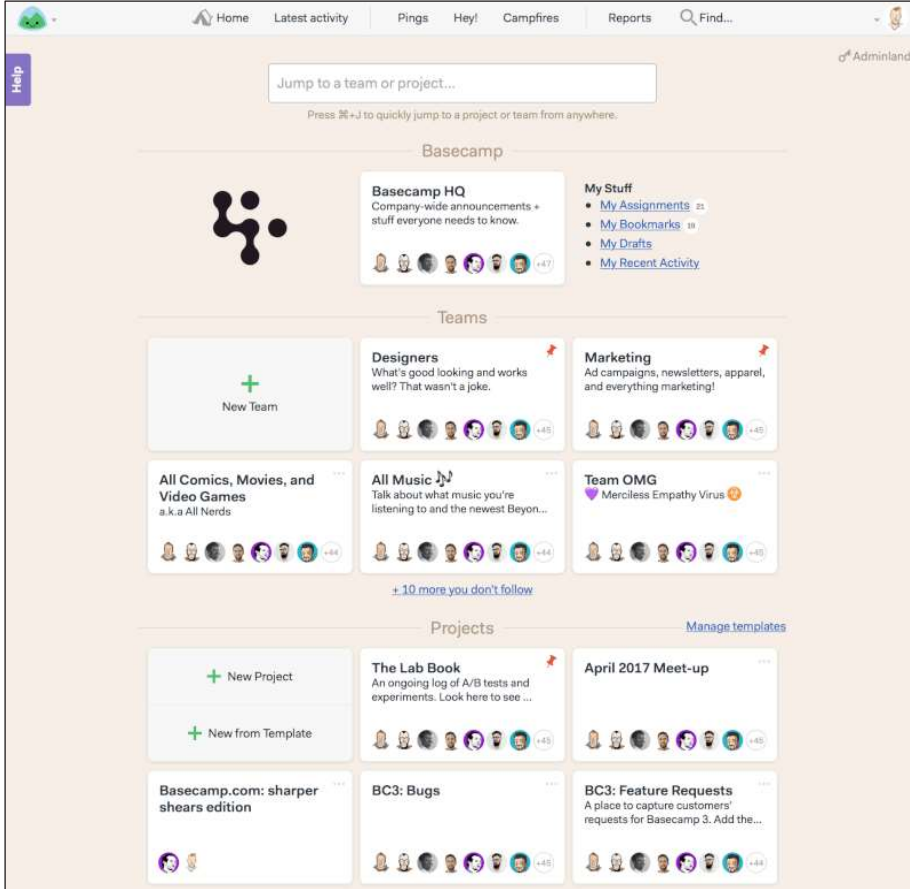 Home Latest activity Pings Hey! Campfires Reports Find...
Adminland
Help
Jump to a team or project...
Press ⌘+J to quickly jump to a project or team from anywhere.
Basecamp
Basecamp HQ
Company-wide announcements +
stuff everyone needs to know.
+47
My Stuff
My Assignments 21
My Bookmarks 18
My Drafts
My Recent Activity
Teams
New Team
Designers
What's good looking and works
well? That wasn't a joke.
+45
Marketing
Ad campaigns, newsletters, apparel,
and everything marketing!
+45
All Comics, Movies, and
Video Games
a.k.a All Nerds
+44
All Music 🎶
Talk about what music you're
listening to and the newest Beyon...
+44
Team OMG
💜 Merciless Empathy Virus
+45
+ 10 more you don't follow
Projects
Manage templates
New Project
New from Template
The Lab Book
An ongoing log of A/B tests and
experiments. Look here to see ...
+45
April 2017 Meet-up
+45
Basecamp.com: sharper
shears edition
BC3: Bugs
+45
BC3: Feature Requests
A place to capture customers'
requests for Basecamp 3. Add the...
+44